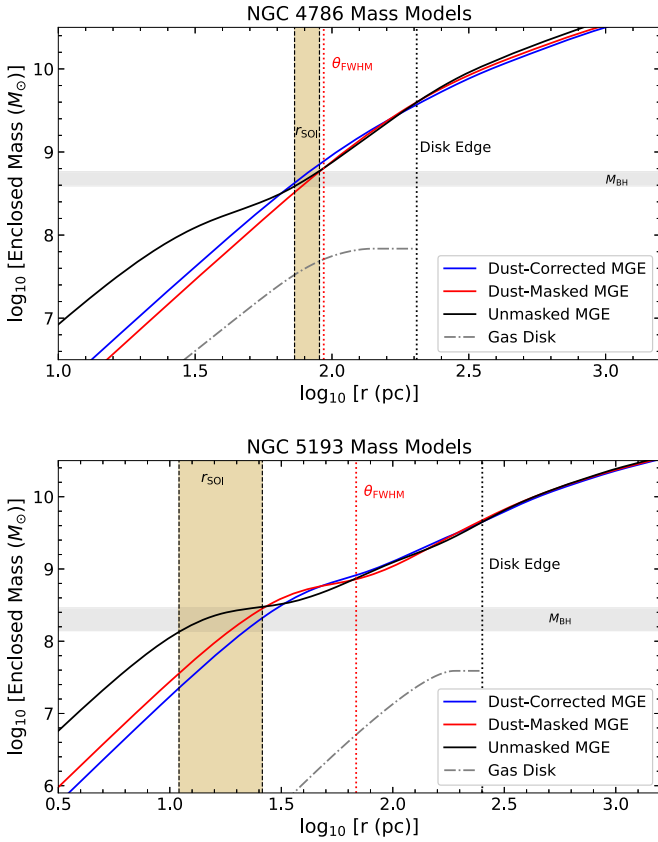 NGC 4786 Mass Models
log₁₀ [Enclosed Mass (M⊙)]
10
9
8
7
θFWHM
rSOI
Disk Edge
MBH
Dust-Corrected MGE
Dust-Masked MGE
Unmasked MGE
Gas Disk
1.0 1.5 2.0 2.5 3.0
log₁₀ [r (pc)]
NGC 5193 Mass Models
log₁₀ [Enclosed Mass (M⊙)]
10
9
8
7
6
rSOI
θFWHM
Disk Edge
MBH
Dust-Corrected MGE
Dust-Masked MGE
Unmasked MGE
Gas Disk
0.5 1.0 1.5 2.0 2.5 3.0
log₁₀ [r (pc)]